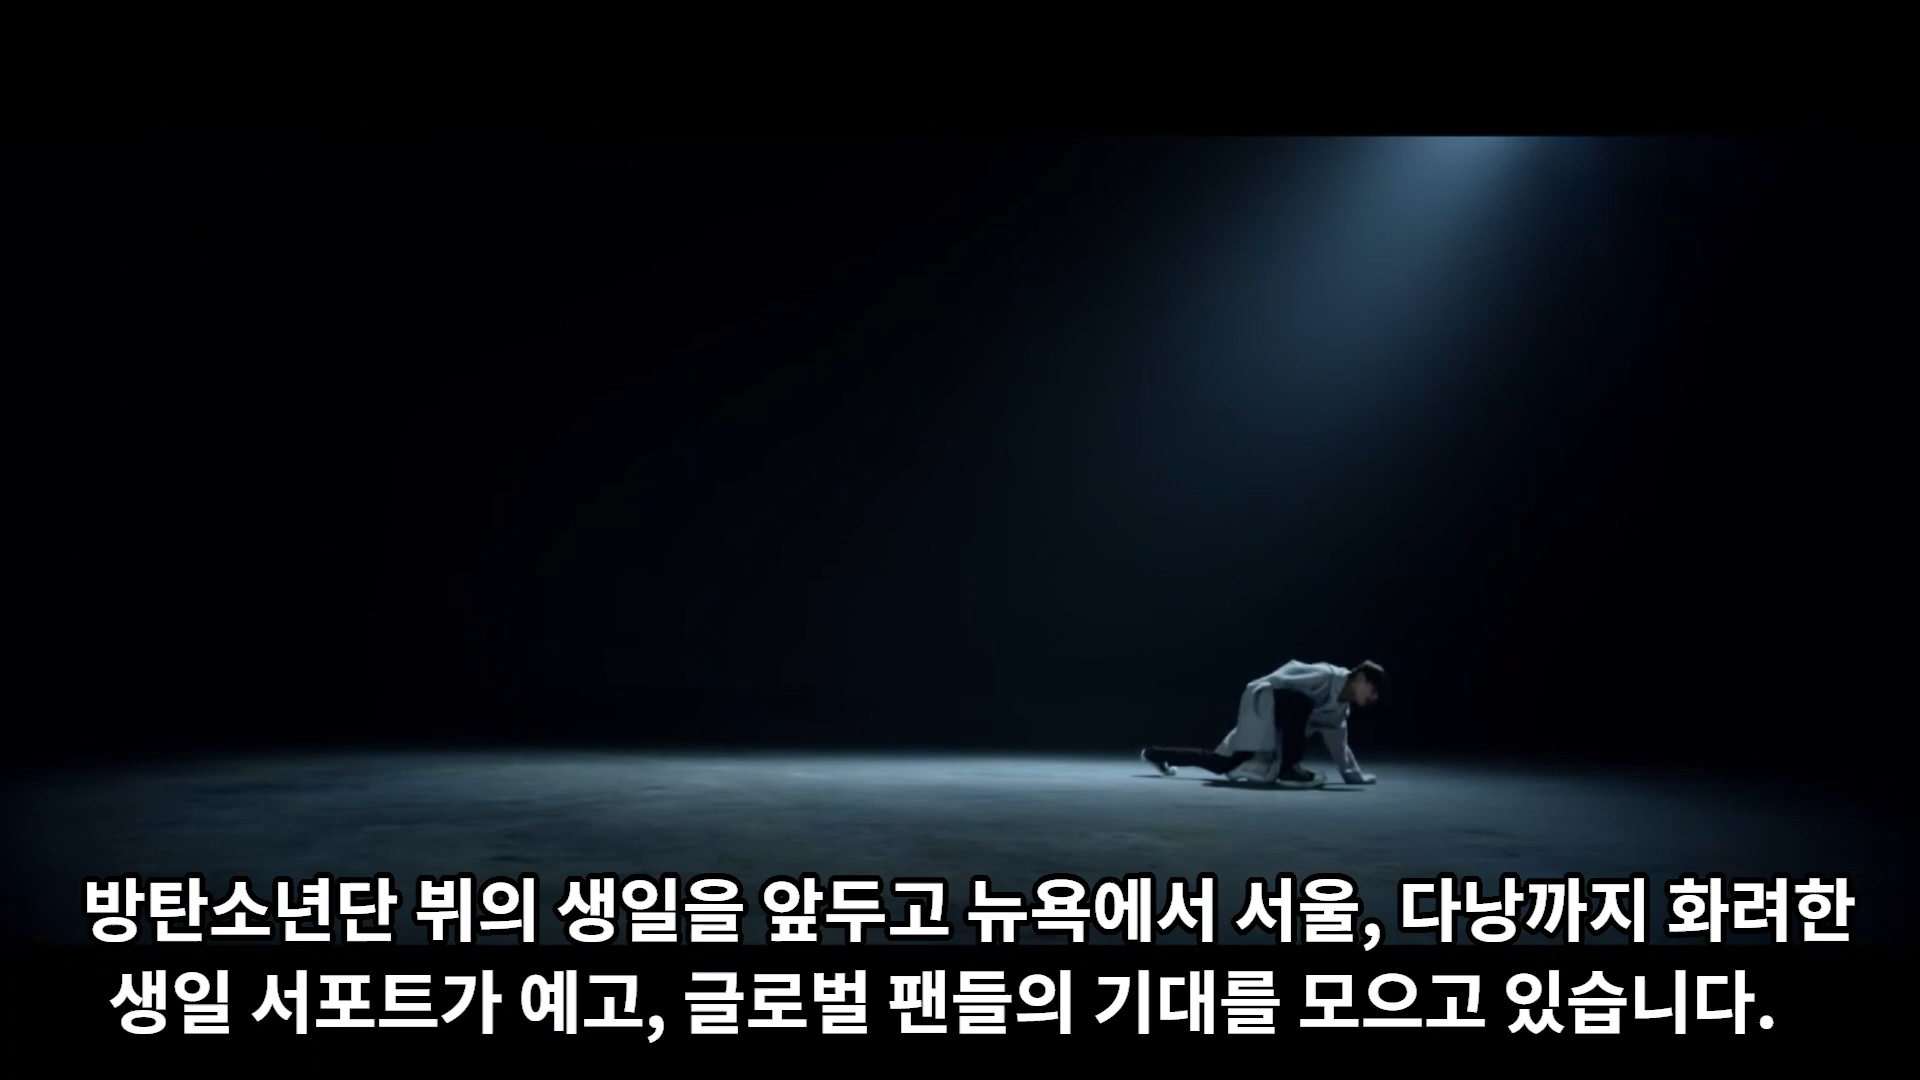 방탄소년단 뷔의 생일을 앞두고 뉴욕에서 서울, 다낭까지 화려한
생일 서포트가 예고, 글로벌 팬들의 기대를 모으고 있습니다.